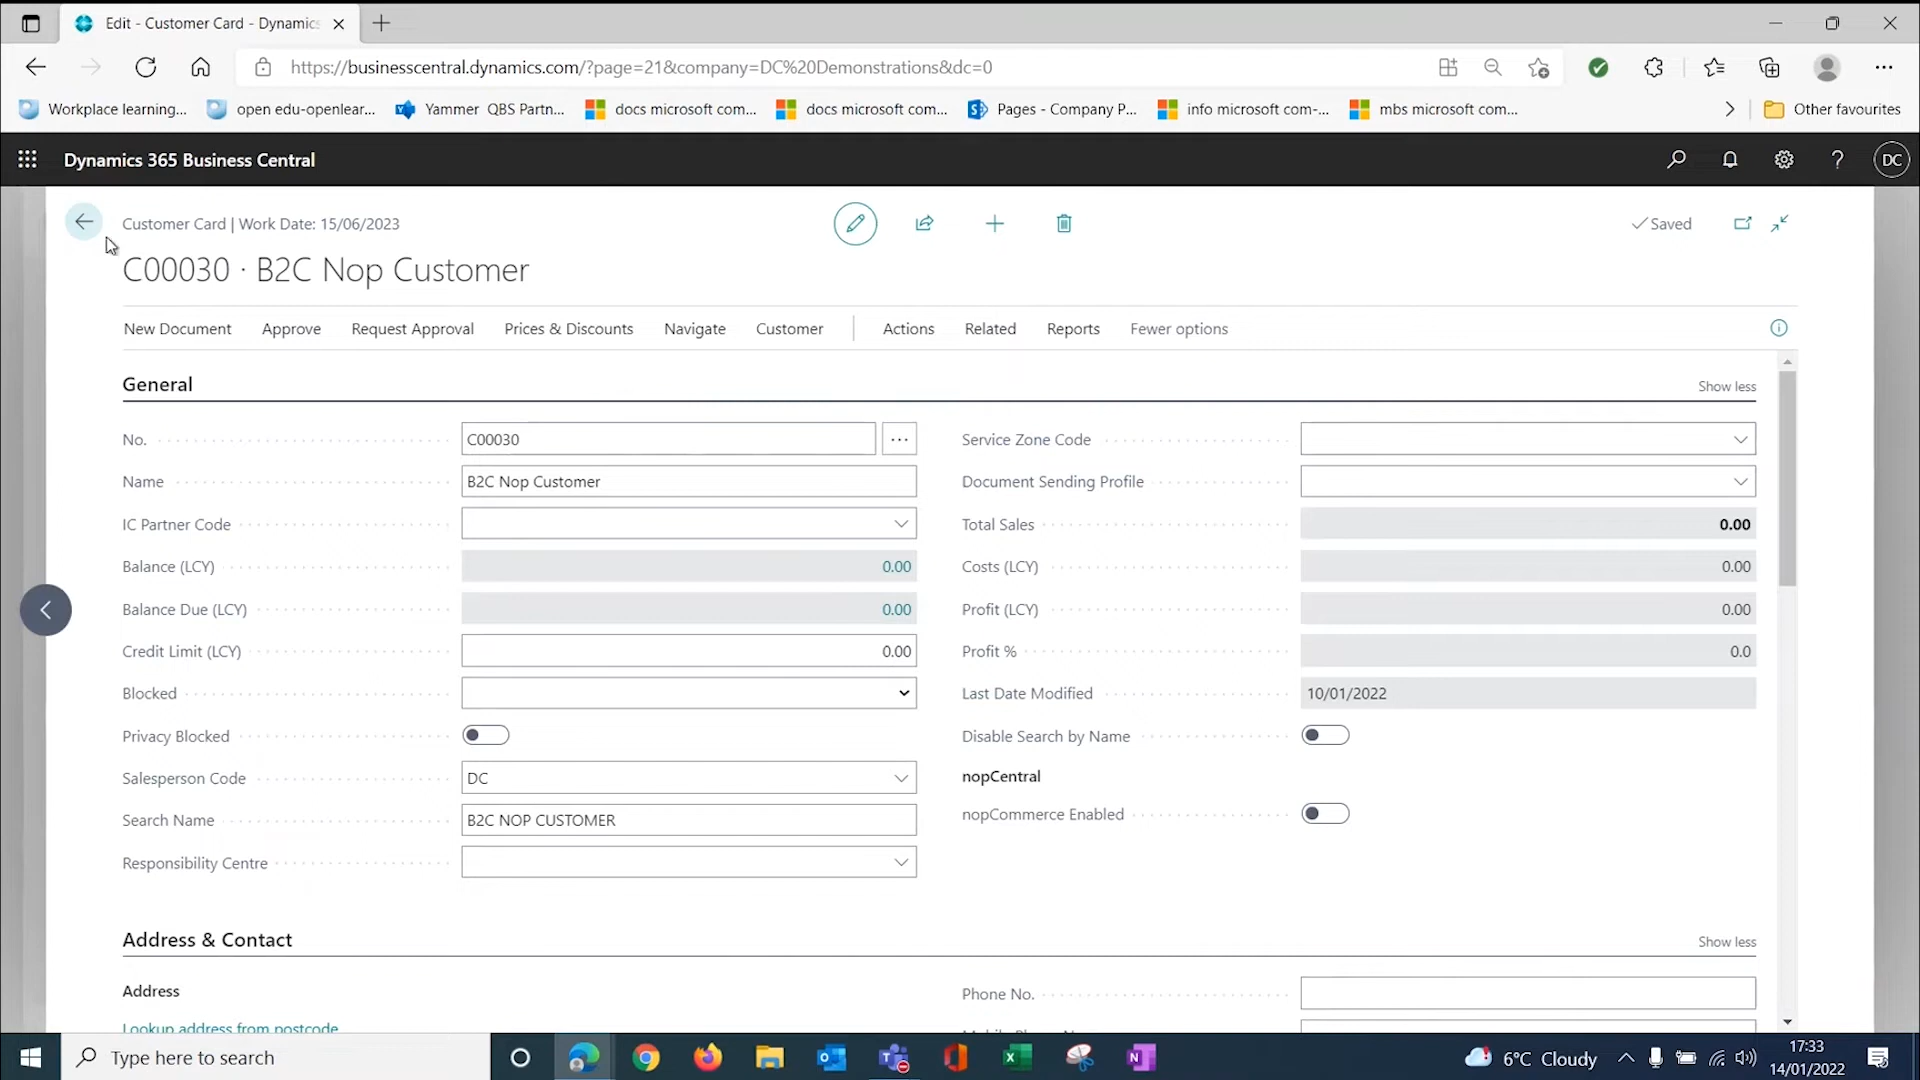 Edit - Customer Card - Dynamics
https://businesscentral.dynamics.com/?page=21&company=DC%20Demonstrations&dc=0
Workplace learning... open edu-openlear... Yammer QBS Partn... docs microsoft com... docs microsoft com... Pages - Company P... info microsoft com-... mbs microsoft com... Other favourites
Dynamics 365 Business Central ? DC
Customer Card | Work Date: 15/06/2023 Saved
C00030 · B2C Nop Customer
New Document Approve Request Approval Prices & Discounts Navigate Customer Actions Related Reports Fewer options
General Show less
No. C00030 ... Service Zone Code
Name B2C Nop Customer Document Sending Profile
IC Partner Code Total Sales 0.00
Balance (LCY) 0.00 Costs (LCY) 0.00
Balance Due (LCY) 0.00 Profit (LCY) 0.00
Credit Limit (LCY) 0.00 Profit % 0.0
Blocked Last Date Modified 10/01/2022
Privacy Blocked Disable Search by Name
nopCentral
Salesperson Code DC
nopCommerce Enabled
Search Name B2C NOP CUSTOMER
Responsibility Centre
Address & Contact Show less
Address Phone No.
Lookup address from postcode
Type here to search 6°C Cloudy 17:33
14/01/2022